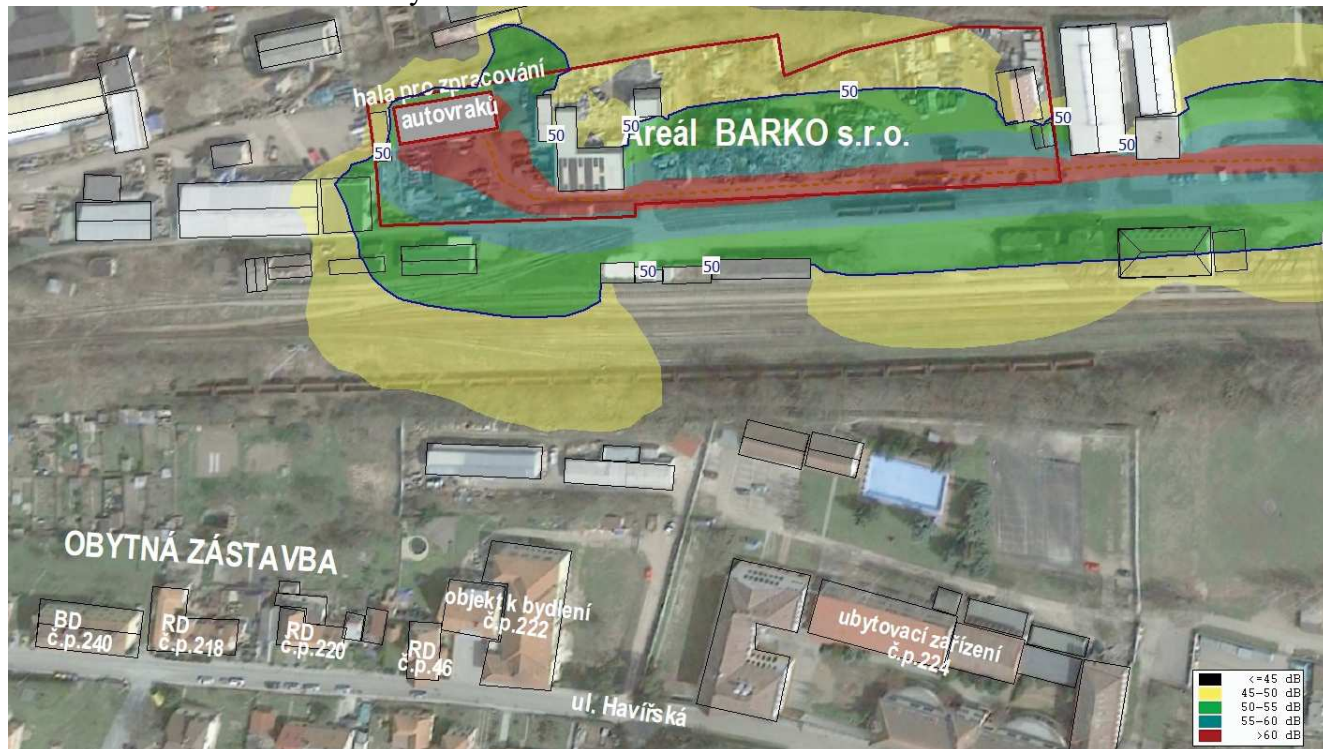 hala pro zpracování
autovraků
50
50
50
50
Areál BARKO s.r.o.
50
50
50
50
50
OBYTNÁ ZÁSTAVBA
BD
č.p.240
RD
č.p.218
RD
č.p.220
RD
č.p.46
objekt k bydlení
č.p.222
ubytovací zařízení
č.p.224
ul. Havířská
<=45 dB
45-50 dB
50-55 dB
55-60 dB
>60 dB